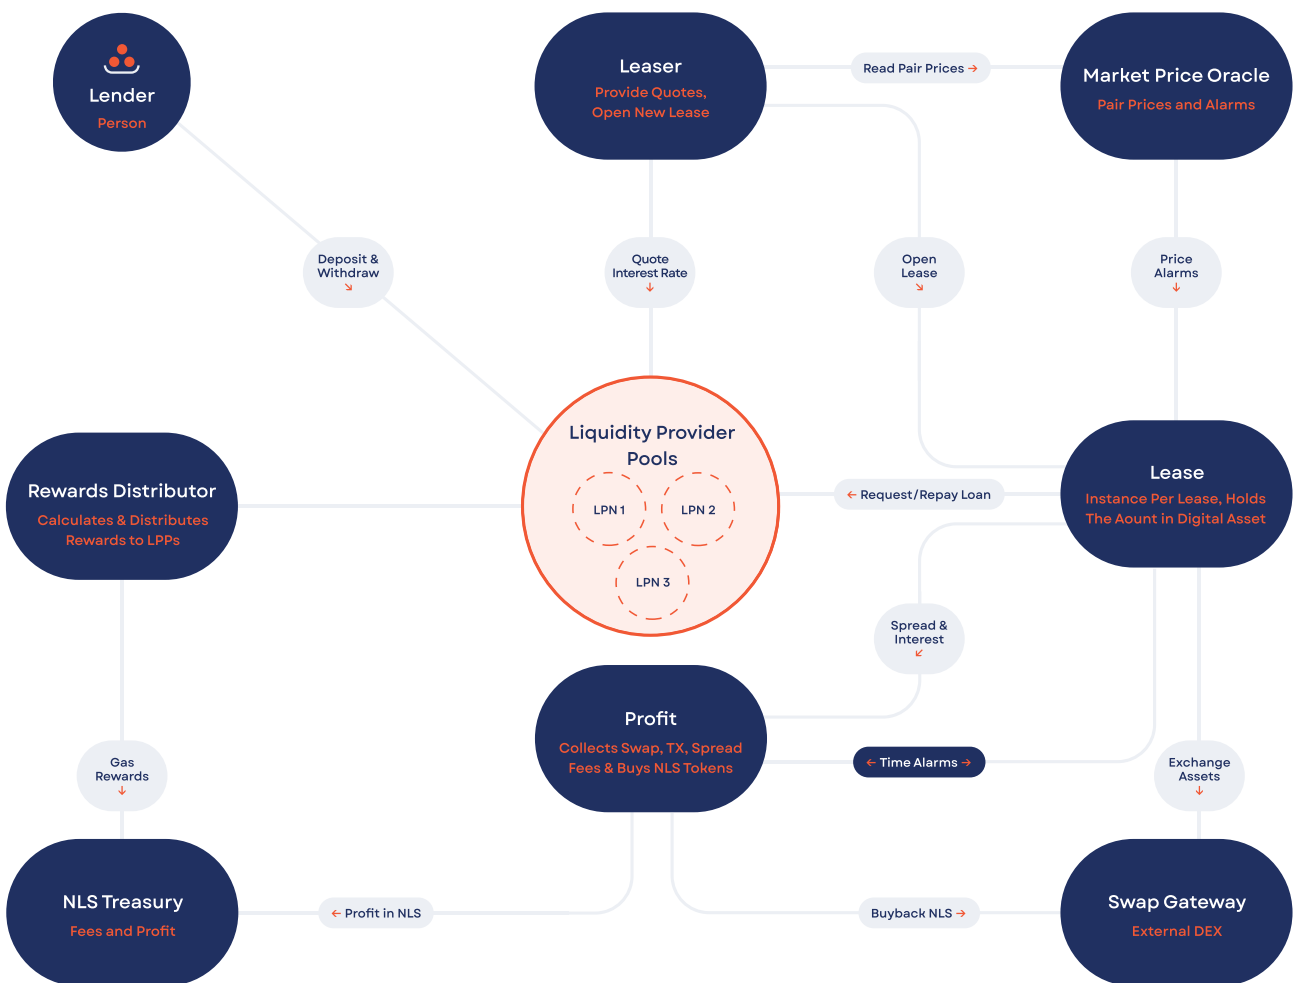 Lender
Person
Leaser
Provide Quotes,
Open New Lease
Read Pair Prices →
Market Price Oracle
Pair Prices and Alarms
Deposit &
Withdraw
↘
Quote
Interest Rate
↓
Open
Lease
↘
Price
Alarms
↓
Liquidity Provider
Pools
LPN 1
LPN 2
LPN 3
Rewards Distributor
Calculates & Distributes
Rewards to LPPs
← Request/Repay Loan
Lease
Instance Per Lease, Holds
The Aount in Digital Asset
Spread &
Interest
↙
Profit
Collects Swap, TX, Spread
Fees & Buys NLS Tokens
← Time Alarms →
Gas
Rewards
↓
Exchange
Assets
↓
NLS Treasury
Fees and Profit
← Profit in NLS
Buyback NLS →
Swap Gateway
External DEX